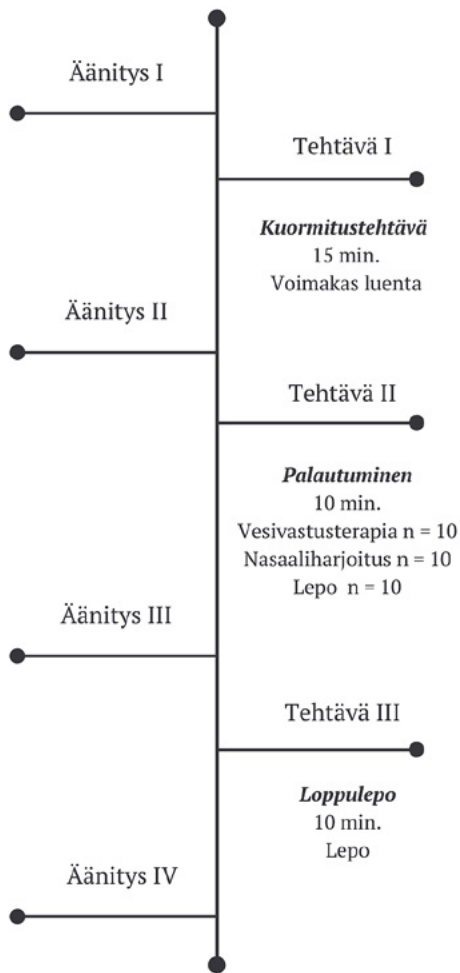 Äänitys I
Tehtävä I
Kuormitustehtävä
15 min.
Voimakas luenta
Äänitys II
Tehtävä II
Palautuminen
10 min.
Vesivastusterapia n = 10
Nasaaliharjoitus n = 10
Lepo n = 10
Äänitys III
Tehtävä III
Loppulepo
10 min.
Lepo
Äänitys IV